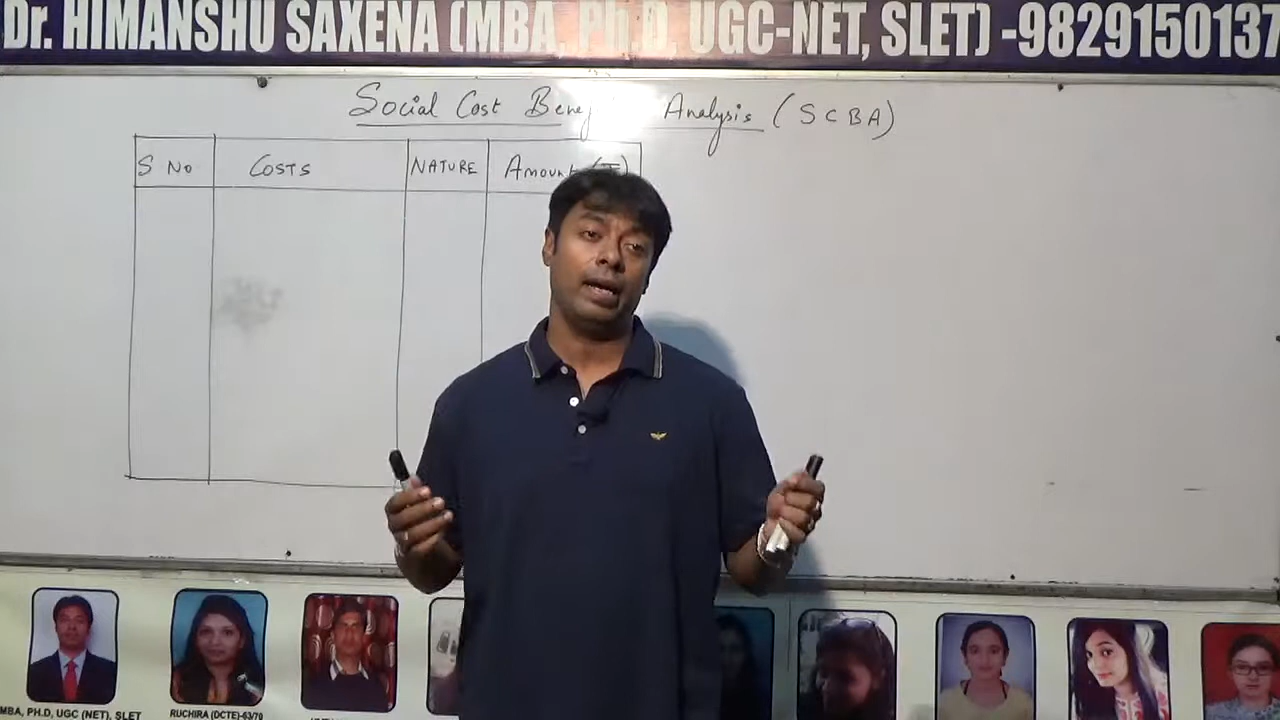 Dr. HIMANSHU SAXENA (MBA, Ph.D, UGC-NET, SLET) -9829150137
Social Cost Analysis (SCBA)
S No COSTS NATURE Amount (₹)
MBA, PH.D, UGC (NET), SLET RUCHIRA (DCTE)-63/70